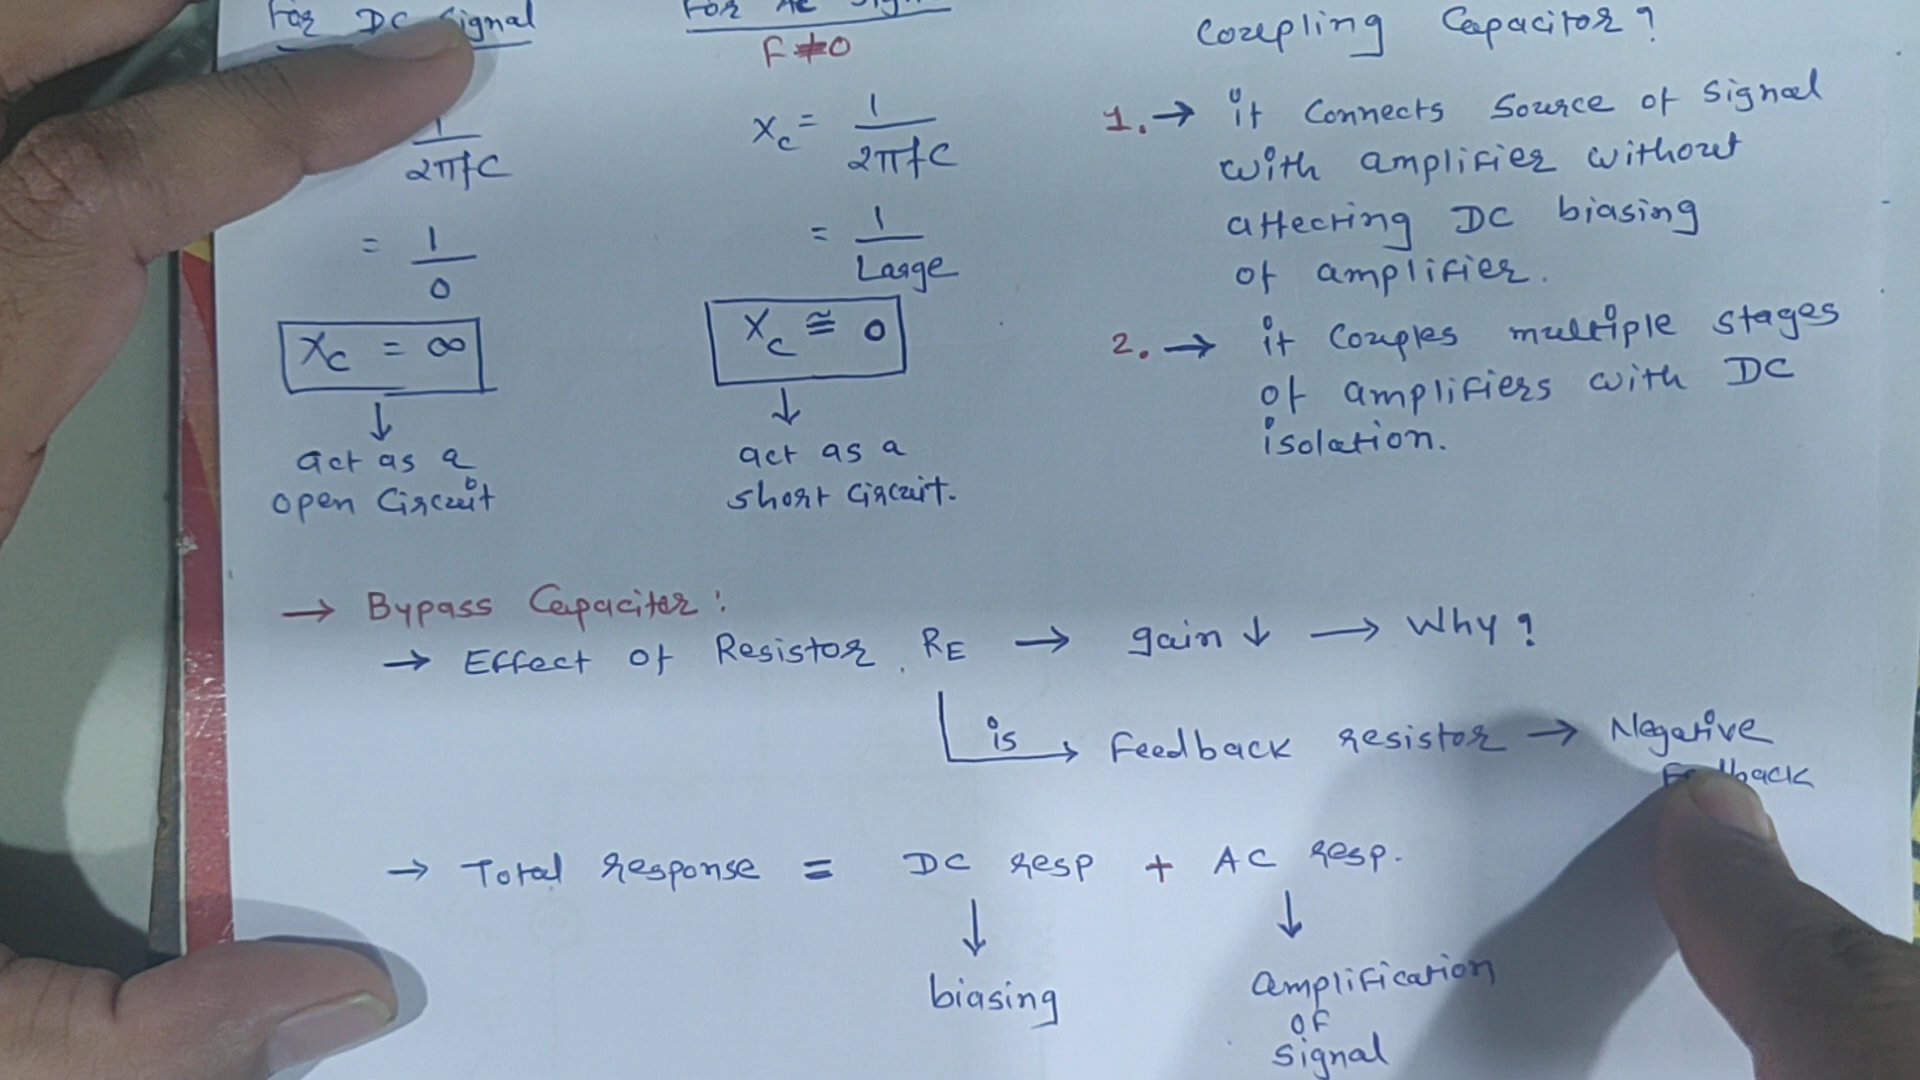 For DC Signal
1
2πfC
= 1
0
Xc = ∞
act as a
open Circuit
For AC
F≠0
Xc = 1
2πfC
= 1
Large
Xc ≅ 0
act as a
short circuit.
Coupling Capacitor?
1. → it Connects Source of Signal
with amplifier without
affecting DC biasing
of amplifier.
2. → it Couples multiple stages
of amplifiers with DC
isolation.
→ Bypass Capacitor:
→ Effect of Resistor RE → gain ↓ → Why?
is → Feedback resistor → Negative
→ Total response = DC resp + AC resp.
↓ ↓
biasing
amplification
of
signal